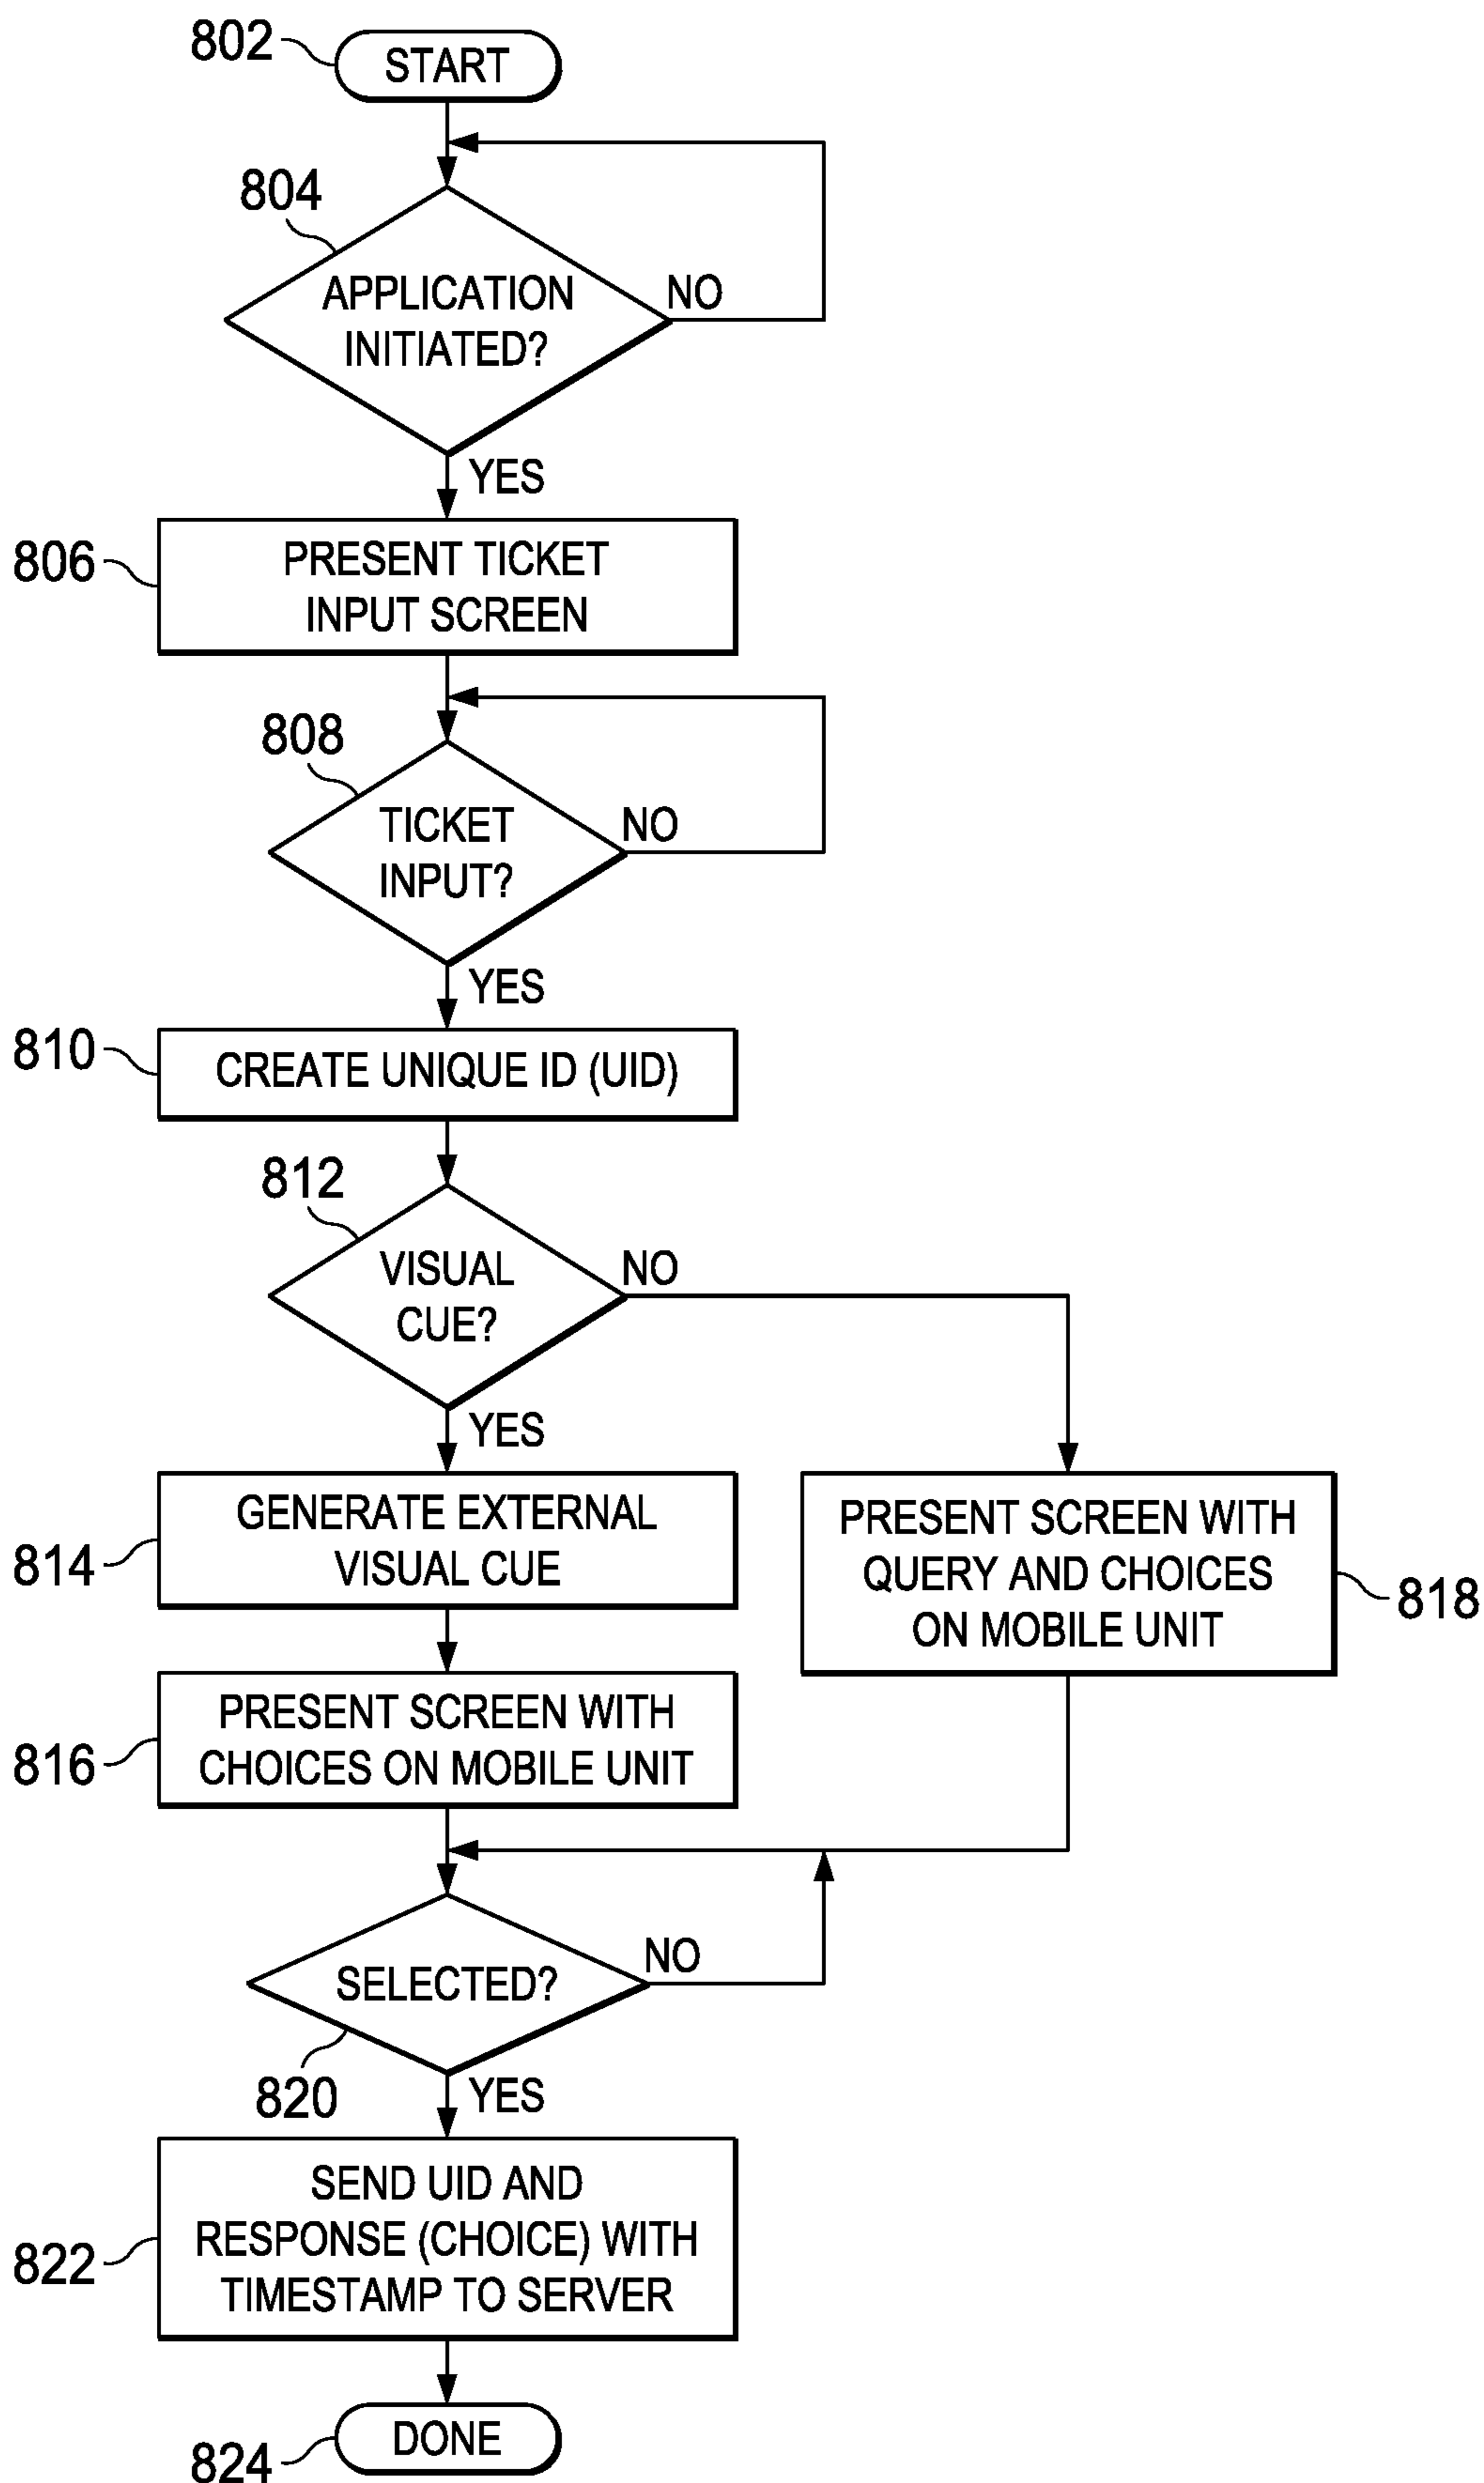 802
START
804
APPLICATION
INITIATED?
NO
YES
806
PRESENT TICKET
INPUT SCREEN
808
TICKET
INPUT?
NO
YES
810
CREATE UNIQUE ID (UID)
812
VISUAL
CUE?
NO
YES
814
GENERATE EXTERNAL
VISUAL CUE
PRESENT SCREEN WITH
QUERY AND CHOICES
ON MOBILE UNIT
818
816
PRESENT SCREEN WITH
CHOICES ON MOBILE UNIT
SELECTED?
NO
820
YES
822
SEND UID AND
RESPONSE (CHOICE) WITH
TIMESTAMP TO SERVER
824
DONE